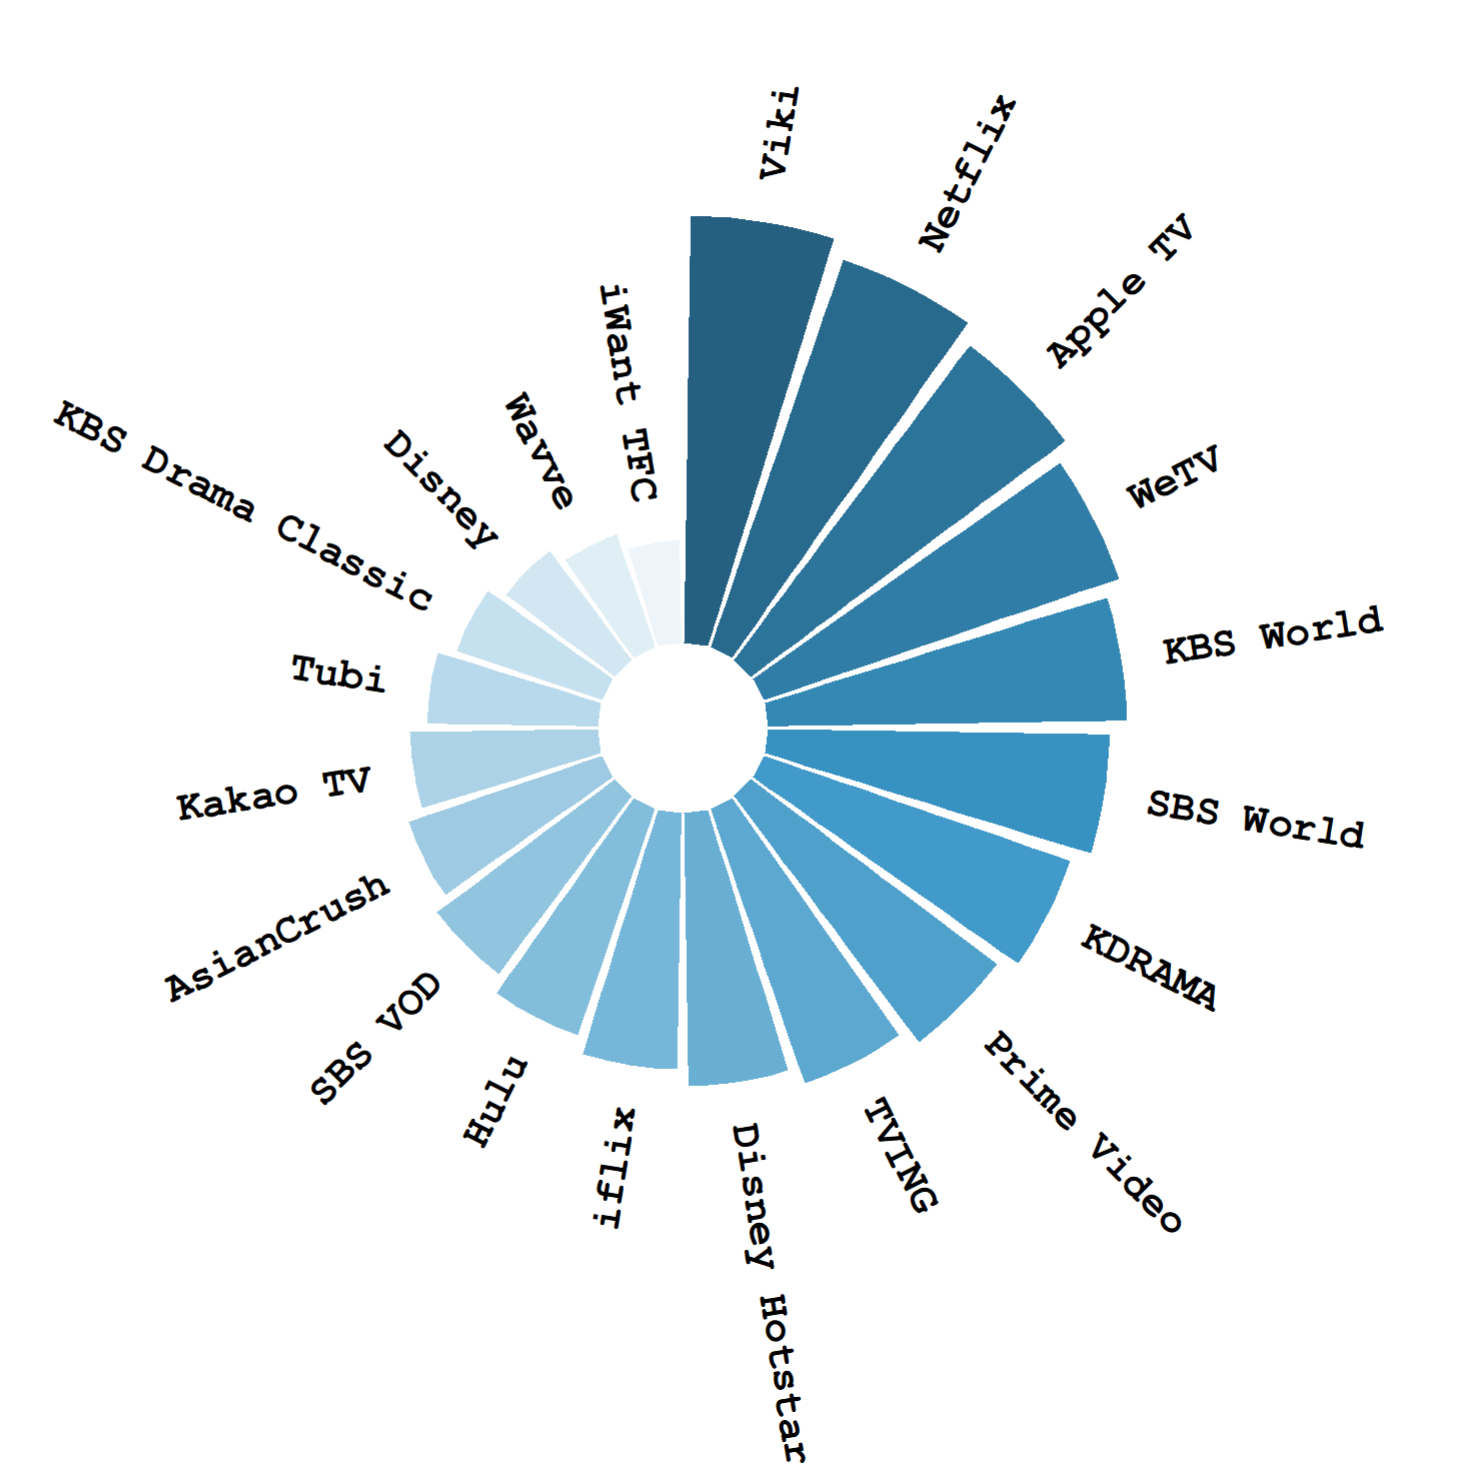 Viki
Netflix
Apple TV
WeTV
KBS World
SBS World
KDRAMA
Prime Video
TVING
Disney Hotstar
iflix
Hulu
SBS VOD
AsianCrush
Kakao TV
Tubi
KBS Drama Classic
Disney
Wavve
iWant TFC